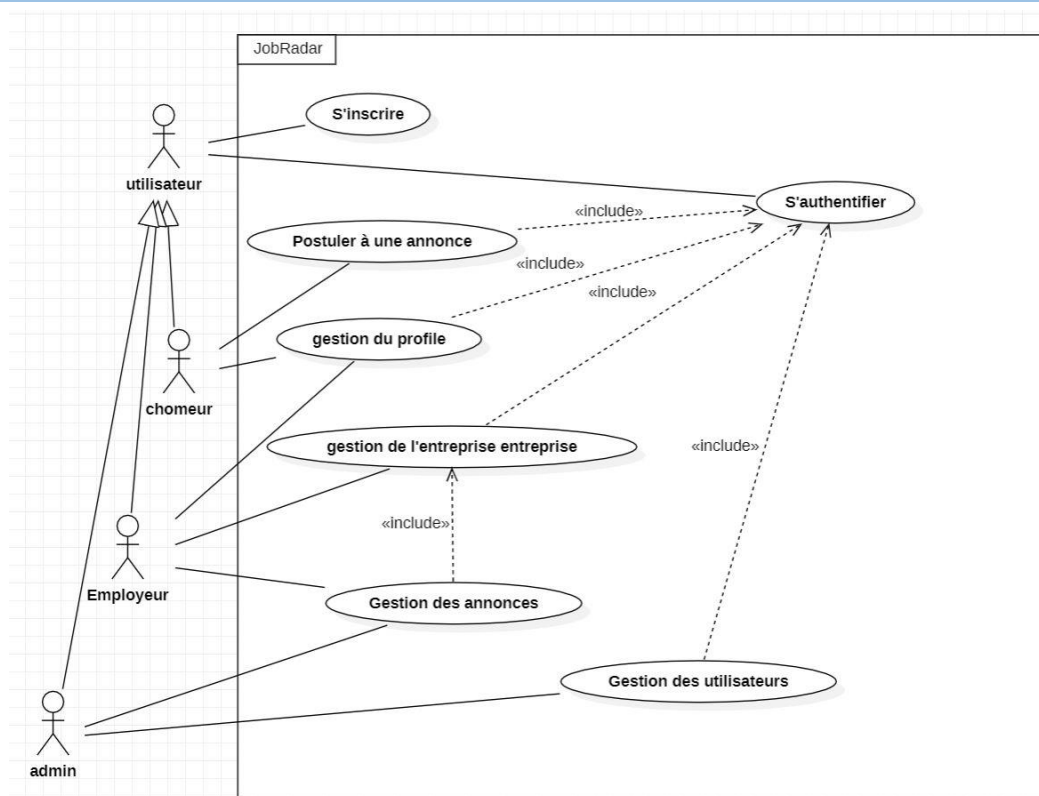 JobRadar
S'inscrire
utilisateur
S'authentifier
«include»
Postuler à une annonce
«include»
«include»
gestion du profile
chomeur
gestion de l'entreprise entreprise
«include»
«include»
Employeur
Gestion des annonces
Gestion des utilisateurs
admin